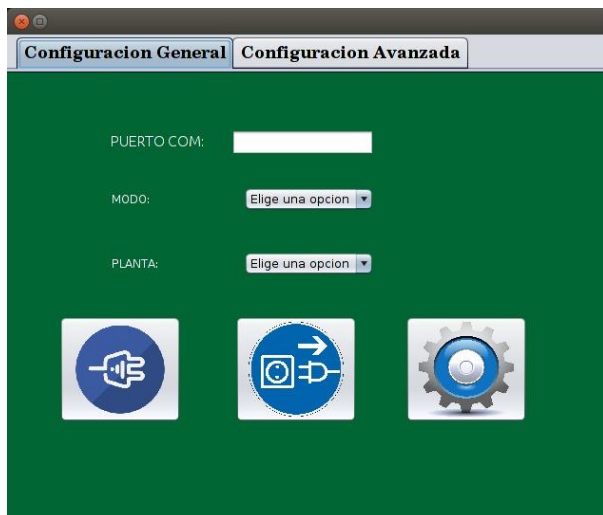 Configuracion General Configuracion Avanzada
PUERTO COM:
MODO: Elige una opcion
PLANTA: Elige una opcion